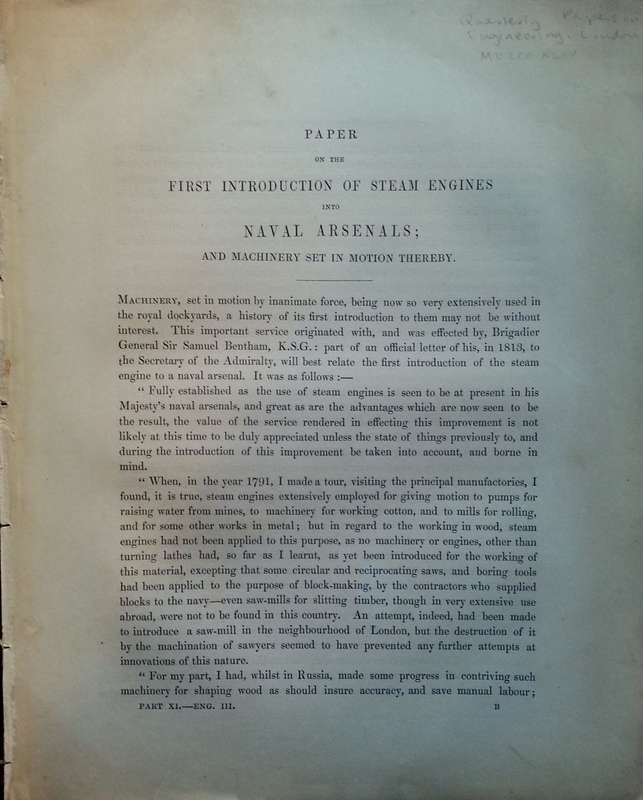 Quarterly Papers on
Engineering. London
PAPER
ON THE
FIRST INTRODUCTION OF STEAM ENGINES
INTO
NAVAL ARSENALS;
AND MACHINERY SET IN MOTION THEREBY.
MACHINERY, set in motion by inanimate force, being now so very extensively used in
the royal dockyards, a history of its first introduction to them may not be without
interest. This important service originated with, and was effected by, Brigadier
General Sir Samuel Bentham, K.S.G.: part of an official letter of his, in 1813, to
the Secretary of the Admiralty, will best relate the first introduction of the steam
engine to a naval arsenal. It was as follows :—
“ Fully established as the use of steam engines is seen to be at present in his
Majesty's naval arsenals, and great as are the advantages which are now seen to be
the result, the value of the service rendered in effecting this improvement is not
likely at this time to be duly appreciated unless the state of things previously to, and
during the introduction of this improvement be taken into account, and borne in
mind.
“ When, in the year 1791, I made a tour, visiting the principal manufactories, I
found, it is true, steam engines extensively employed for giving motion to pumps for
raising water from mines, to machinery for working cotton, and to mills for rolling,
and for some other works in metal; but in regard to the working in wood, steam
engines had not been applied to this purpose, as no machinery or engines, other than
turning lathes had, so far as I learnt, as yet been introduced for the working of
this material, excepting that some circular and reciprocating saws, and boring tools
had been applied to the purpose of block-making, by the contractors who supplied
blocks to the navy—even saw-mills for slitting timber, though in very extensive use
abroad, were not to be found in this country. An attempt, indeed, had been made
to introduce a saw-mill in the neighbourhood of London, but the destruction of it
by the machination of sawyers seemed to have prevented any further attempts at
innovations of this nature.
“ For my part, I had, whilst in Russia, made some progress in contriving such
machinery for shaping wood as should insure accuracy, and save manual labour;
PART XI.—ENG. III. B